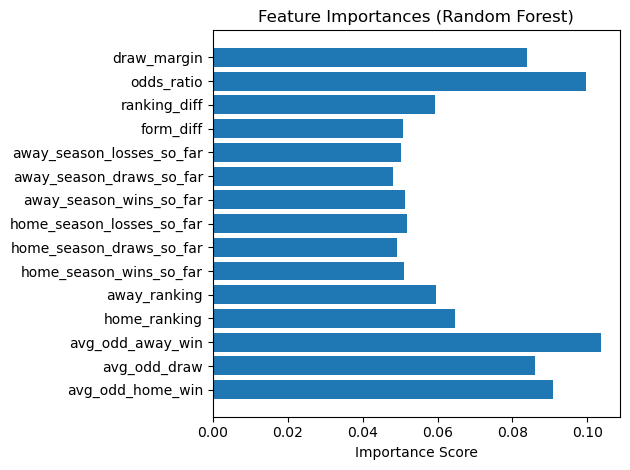 Feature Importances (Random Forest)
draw_margin
odds_ratio
ranking_diff
form_diff
away_season_losses_so_far
away_season_draws_so_far
away_season_wins_so_far
home_season_losses_so_far
home_season_draws_so_far
home_season_wins_so_far
away_ranking
home_ranking
avg_odd_away_win
avg_odd_draw
avg_odd_home_win
0.00 0.02 0.04 0.06 0.08 0.10
Importance Score